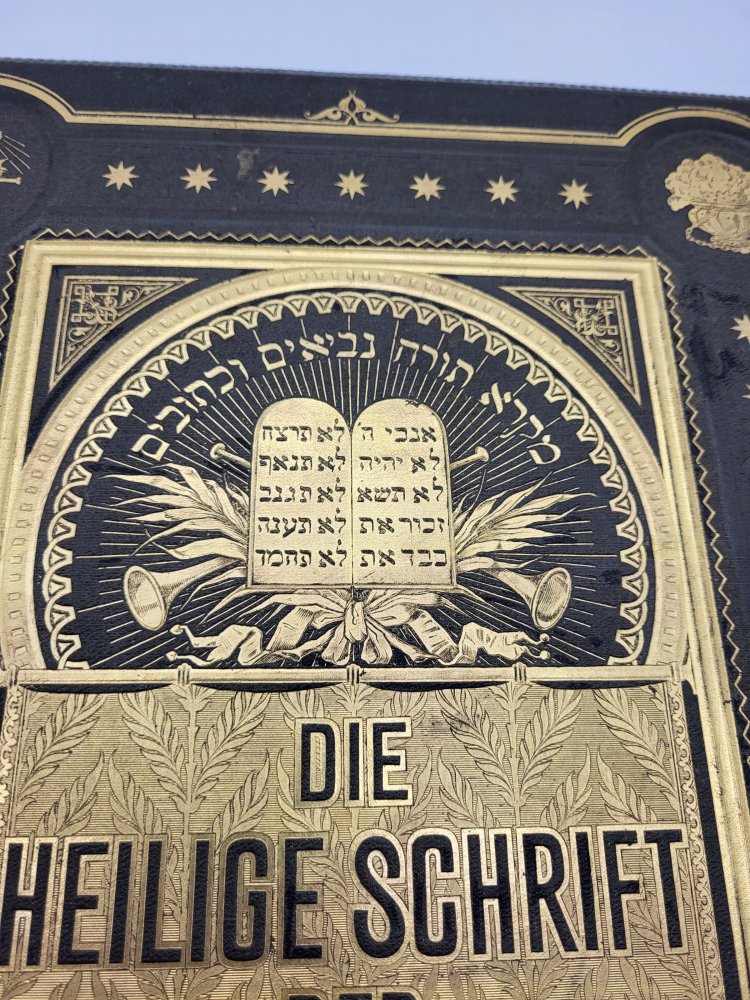 תורה נביאים וכתובים
אנכי ה
לא יהיה
לא תשא
זכור את
כבד את
לא תרצח
לא תנאף
לא תגנב
לא תענה
לא תחמד
DIE
HEILIGE SCHRIFT